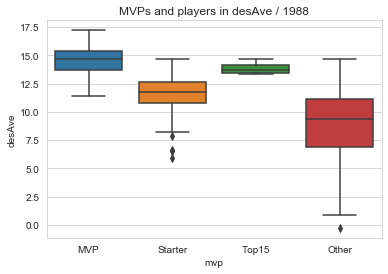 MVPs and players in desAve / 1988
17.5
15.0
12.5
10.0
7.5
5.0
2.5
0.0
desAve
MVP Starter Top15 Other
mvp